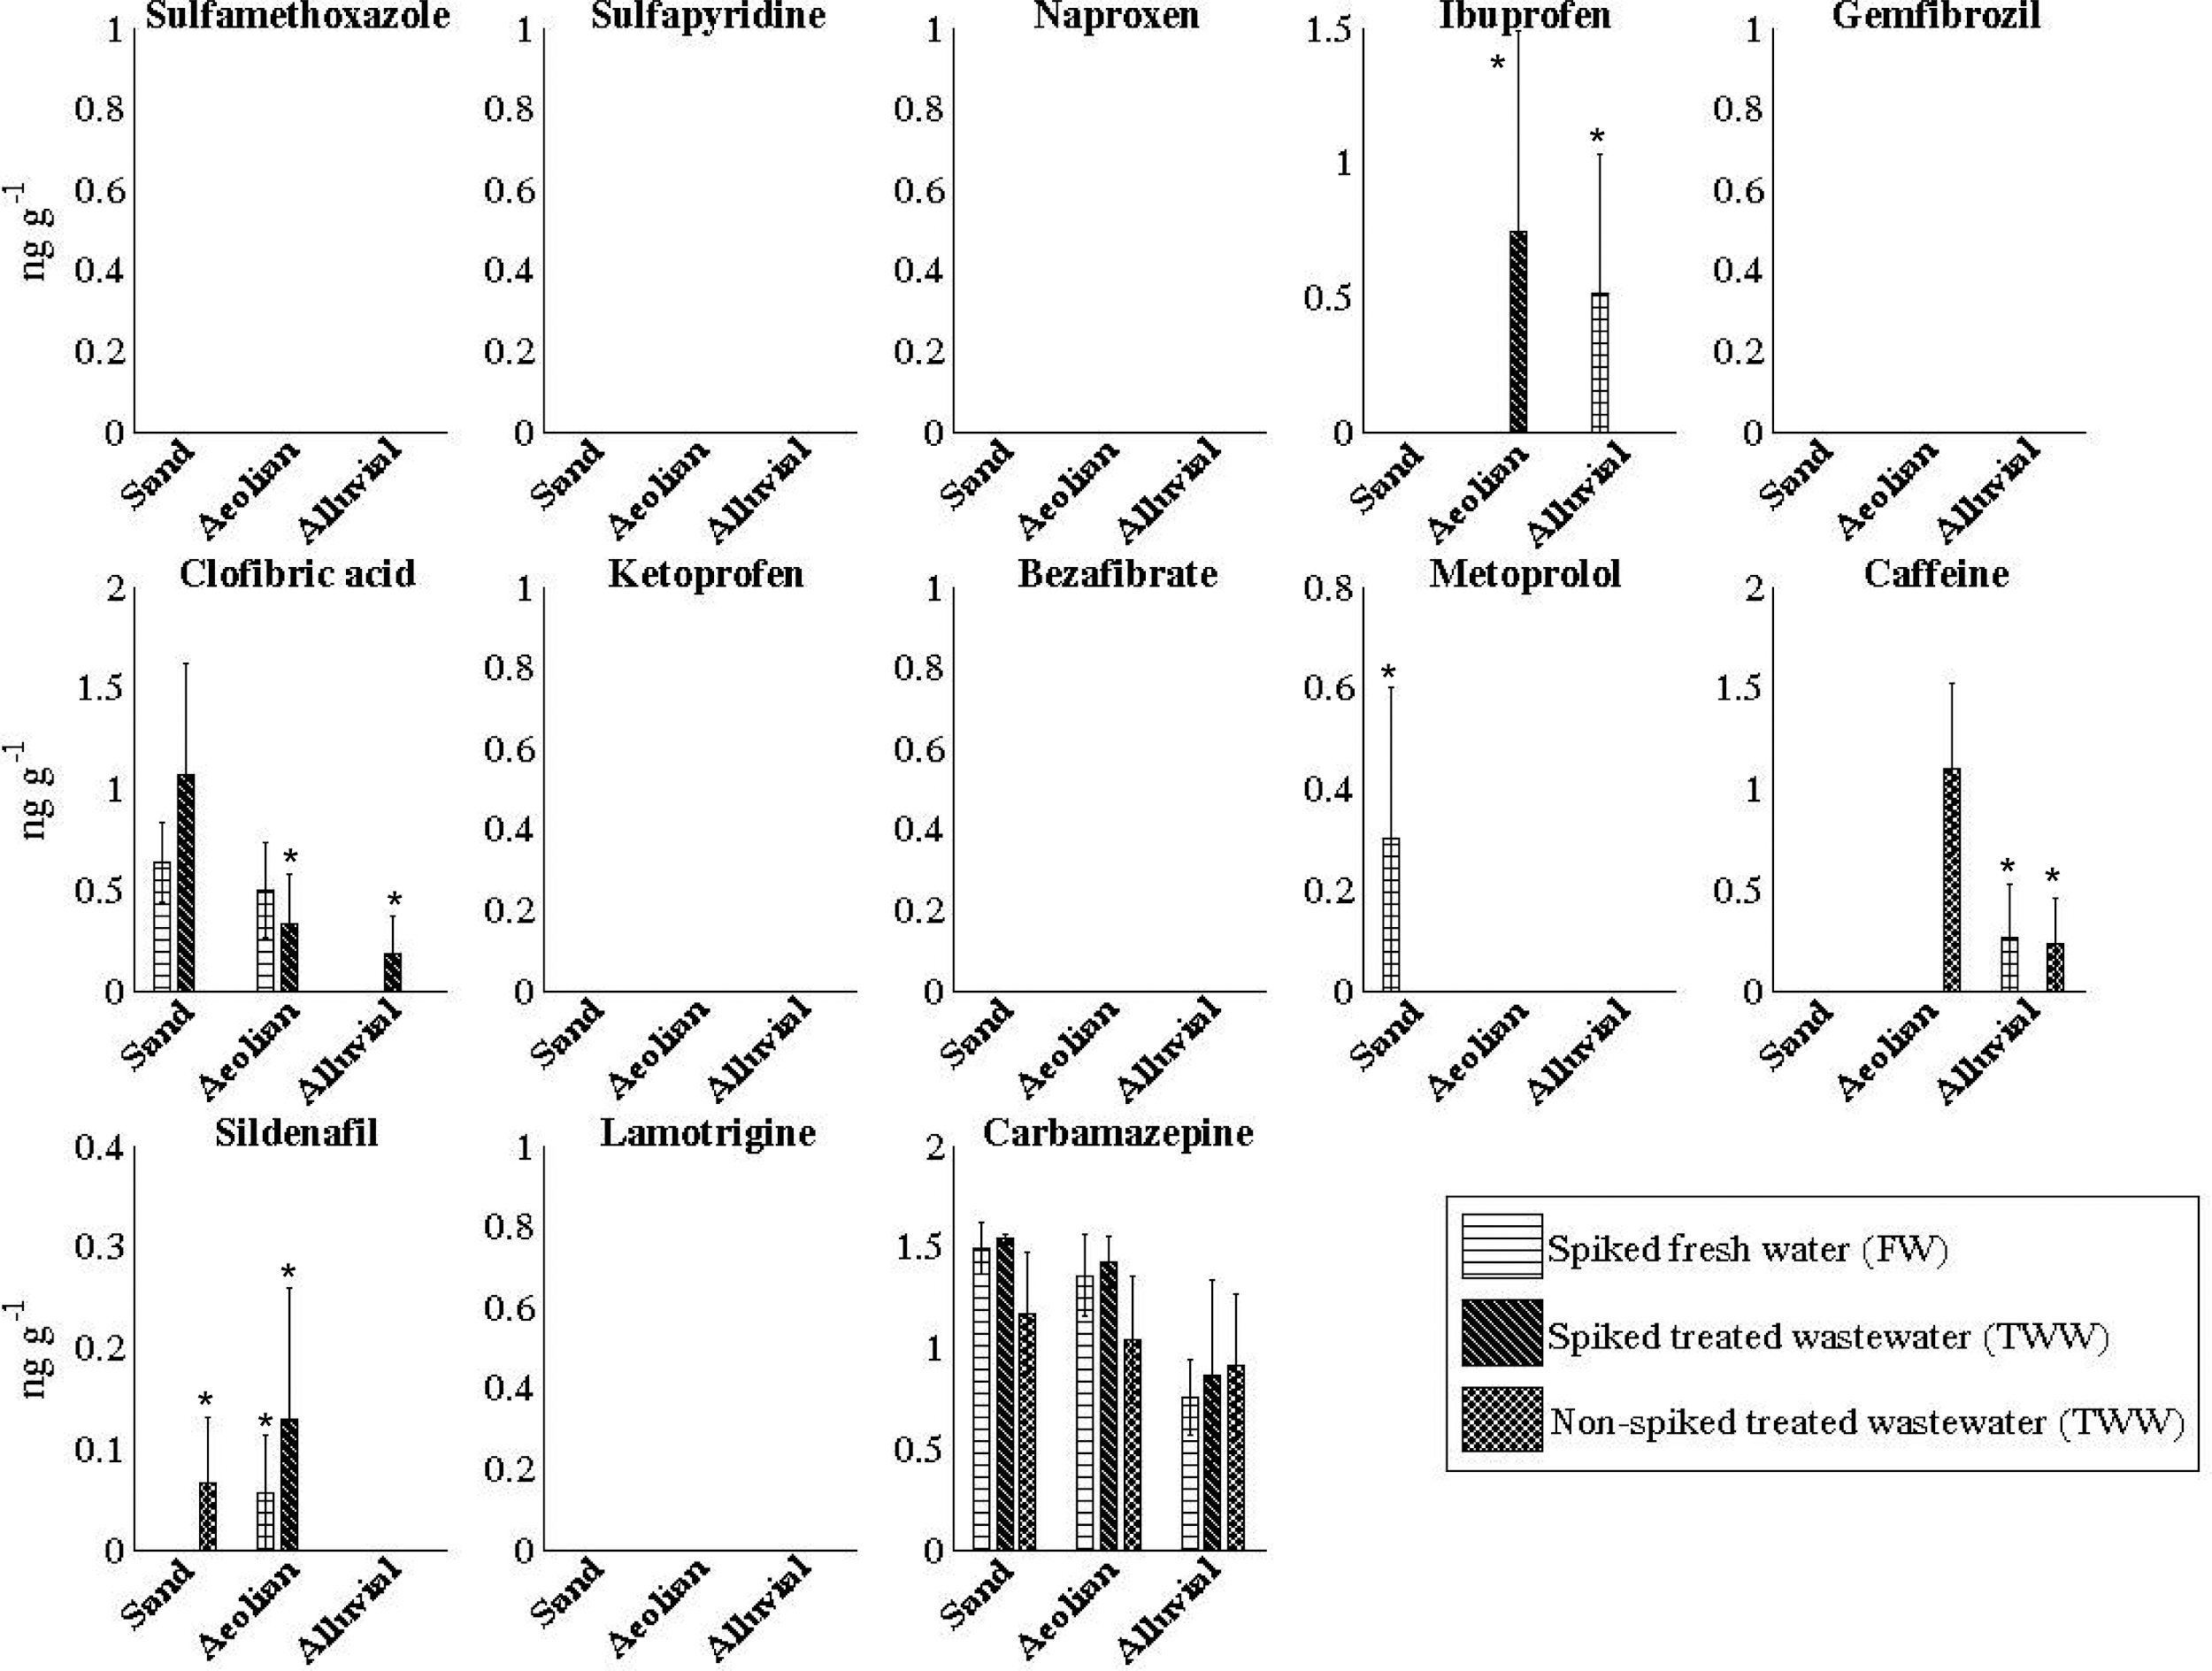 Sulfamethoxazole
Sulfapyridine
Naproxen
Ibuprofen
Gemfibrozil
ng g-1
1
0.8
0.6
0.4
0.2
0
Sand
Aeolian
Alluvial
1
0.8
0.6
0.4
0.2
0
Sand
Aeolian
Alluvial
1
0.8
0.6
0.4
0.2
0
Sand
Aeolian
Alluvial
1.5
1
0.5
0
*
*
Sand
Aeolian
Alluvial
1
0.8
0.6
0.4
0.2
0
Sand
Aeolian
Alluvial
Clofibric acid
Ketoprofen
Bezafibrate
Metoprolol
Caffeine
ng g-1
2
1.5
1
0.5
0
*
*
Sand
Aeolian
Alluvial
1
0.8
0.6
0.4
0.2
0
Sand
Aeolian
Alluvial
1
0.8
0.6
0.4
0.2
0
Sand
Aeolian
Alluvial
0.8
0.6
0.4
0.2
0
*
Sand
Aeolian
Alluvial
2
1.5
1
0.5
0
*
*
Sand
Aeolian
Alluvial
Sildenafil
Lamotrigine
Carbamazepine
ng g-1
0.4
0.3
0.2
0.1
0
*
*
*
Sand
Aeolian
Alluvial
1
0.8
0.6
0.4
0.2
0
Sand
Aeolian
Alluvial
2
1.5
1
0.5
0
Sand
Aeolian
Alluvial
Spiked fresh water (FW)
Spiked treated wastewater (TWW)
Non-spiked treated wastewater (TWW)